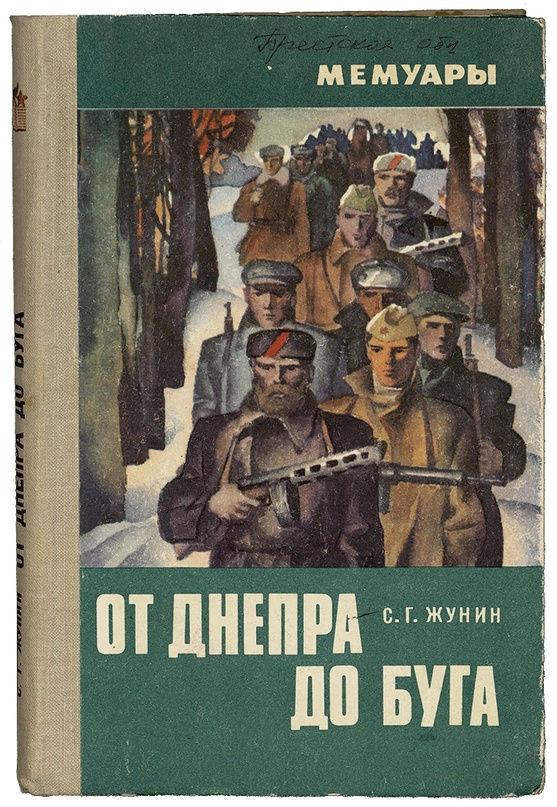 Брестская обл
МЕМУАРЫ
С. Г. ЖУНИН
ОТ ДНЕПРА
ДО БУГА
С. Г. ЖУНИН ОТ ДНЕПРА ДО БУГА